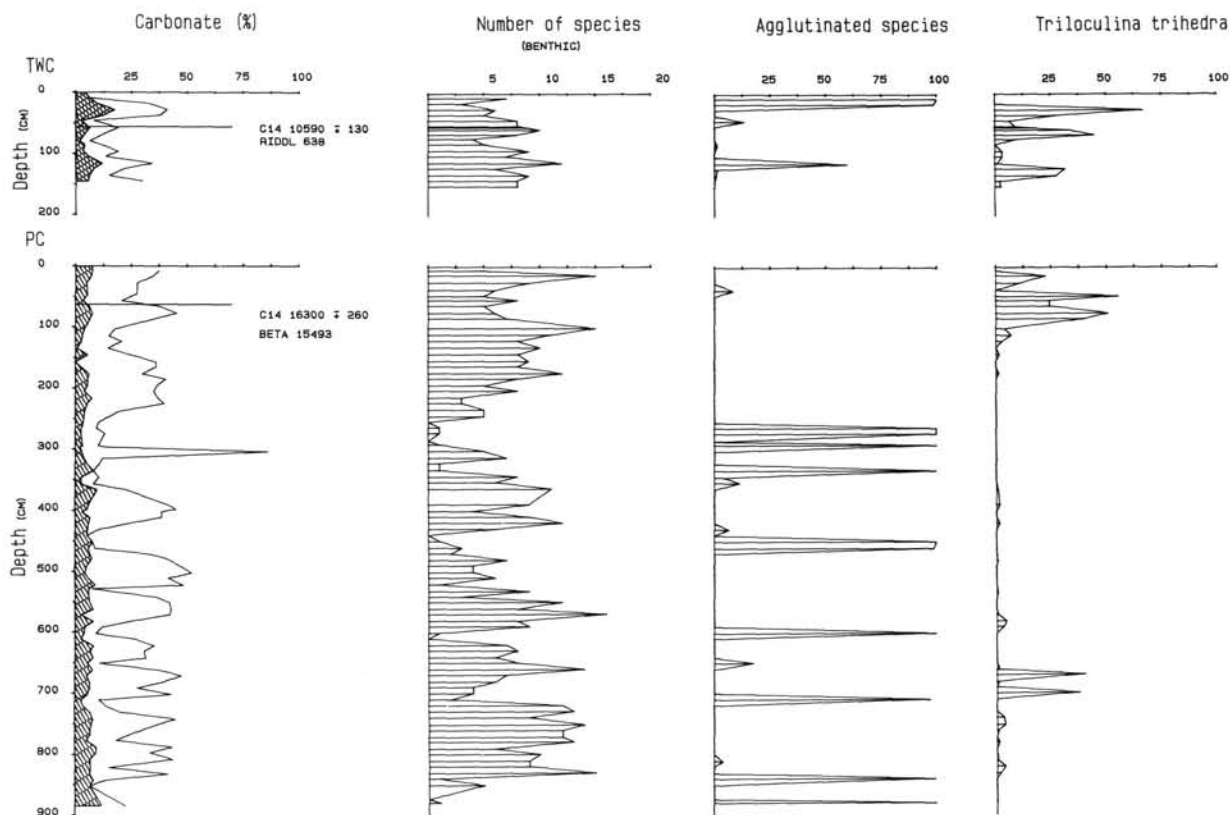 Carbonate (%)
Number of species
(BENTHIC)
Agglutinated species
Triloculina trihedra
TWC
25 50 75 100
5 10 15 20
25 50 75 100
25 50 75 100
0
100
200
Depth (CM)
C14 10590 ∓ 130
RIDDL 638
PC
0
100
200
300
400
500
600
700
800
900
Depth (CM)
C14 16300 ∓ 260
BETA 15493